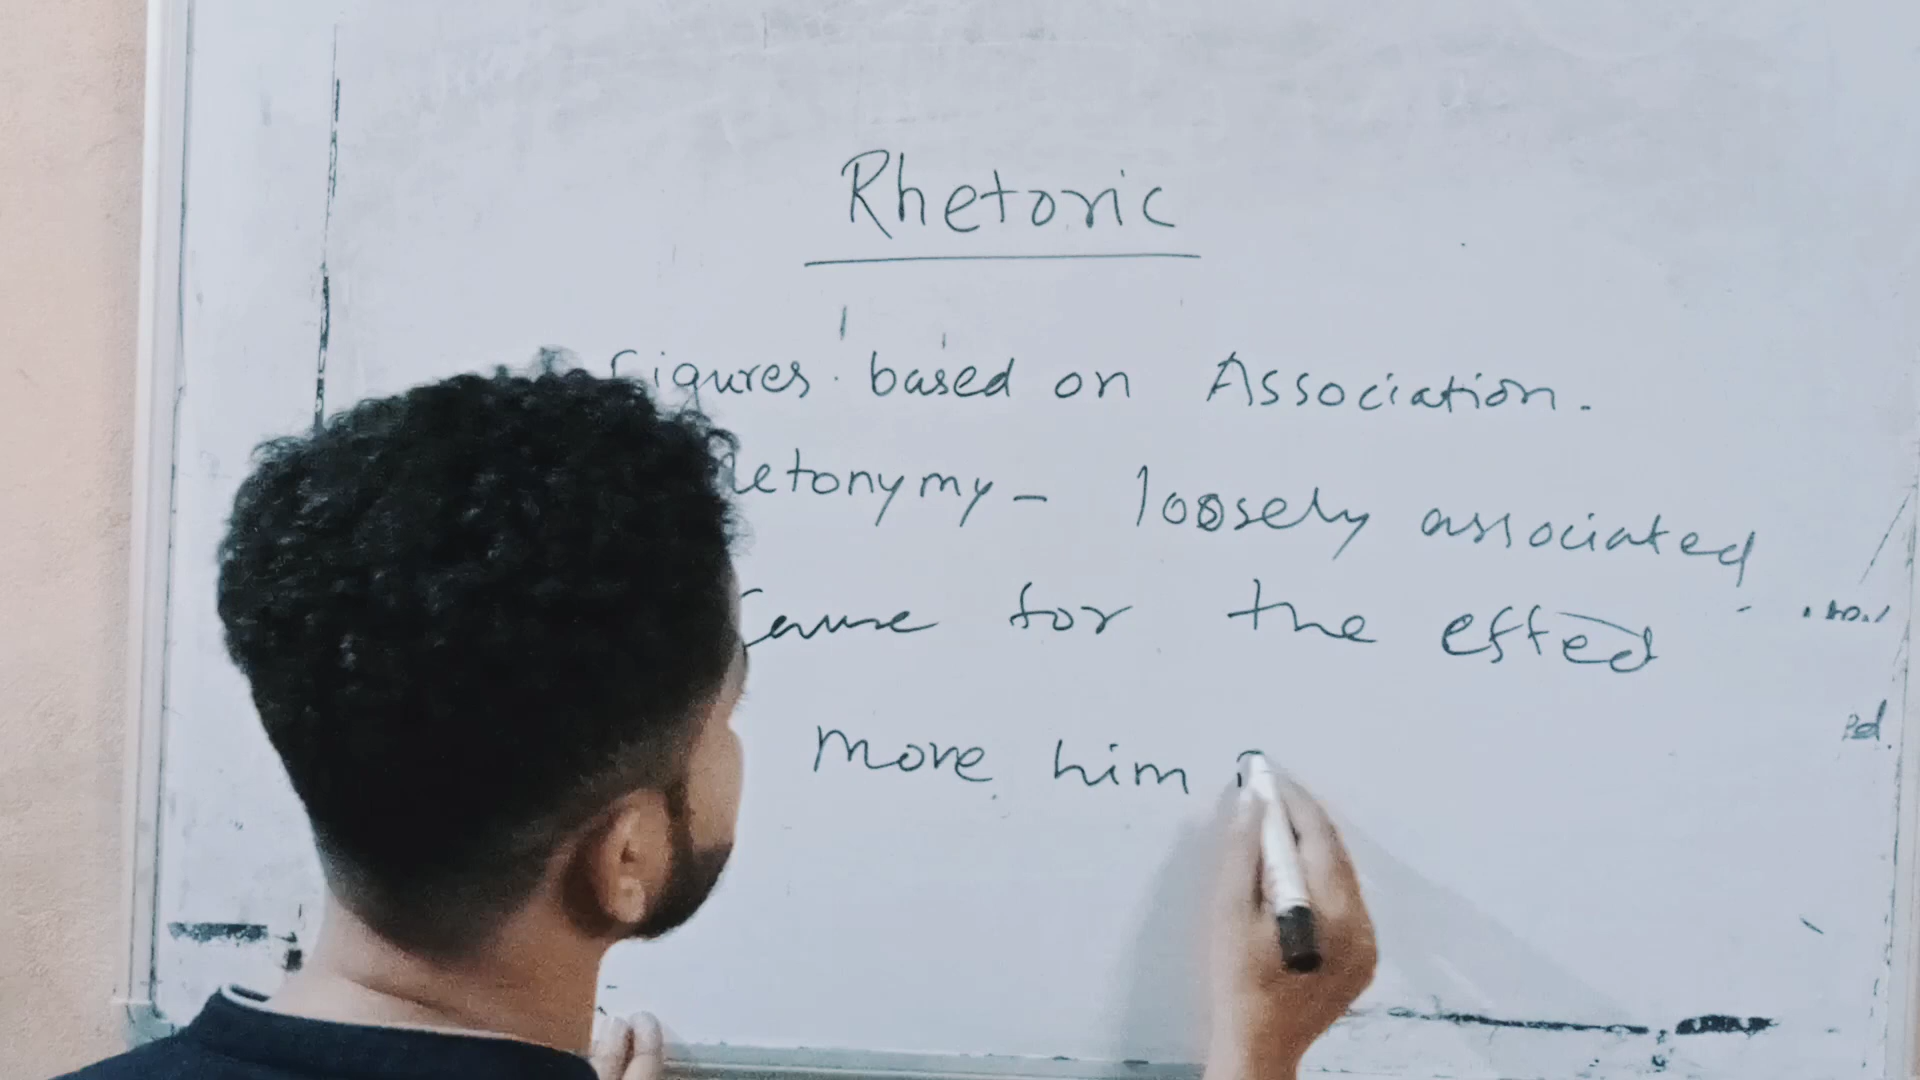 Rhetoric
Figures based on Association.
Metonymy - loosely associated
Cause for the effect
More him